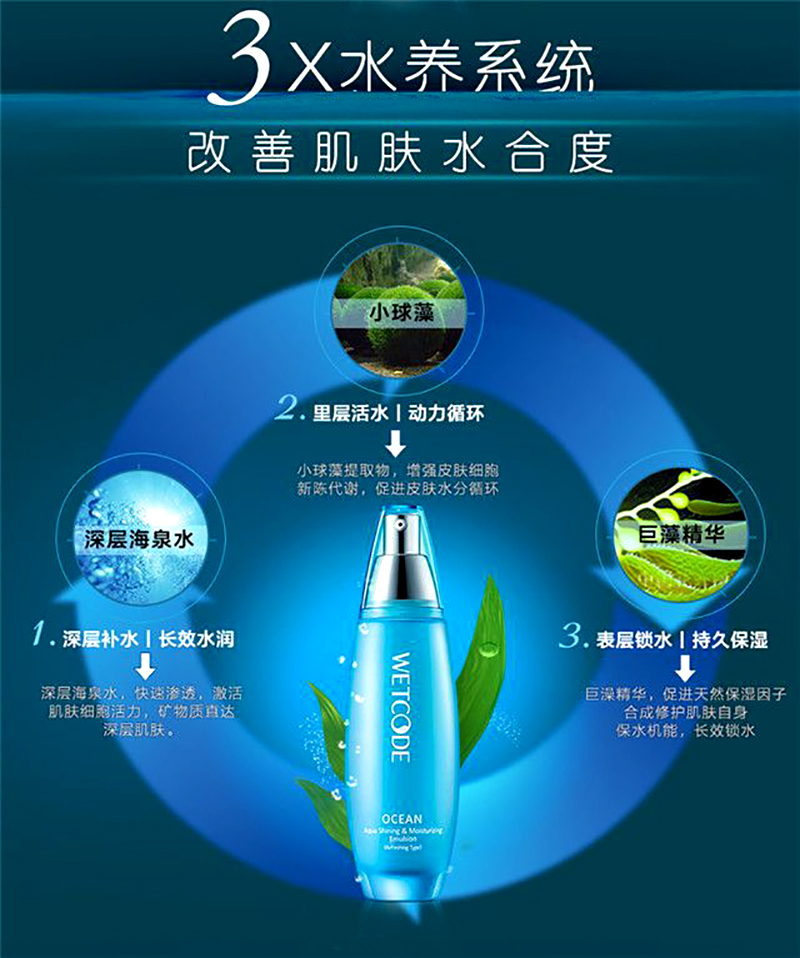 3X水养系统
改善肌肤水合度
小球藻
2. 里层活水|动力循环
小球藻提取物，增强皮肤细胞
新陈代谢，促进皮肤水分循环
深层海泉水
1. 深层补水|长效水润
深层海泉水，快速渗透，激活
肌肤细胞活力，矿物质直达
深层肌肤。
巨藻精华
3. 表层锁水|持久保湿
巨藻精华，促进天然保湿因子
合成修护肌肤自身
保水机能，长效锁水
WETCODE
OCEAN
Aqua Shining & Moisturizing
Emulsion
(Refreshing Type)